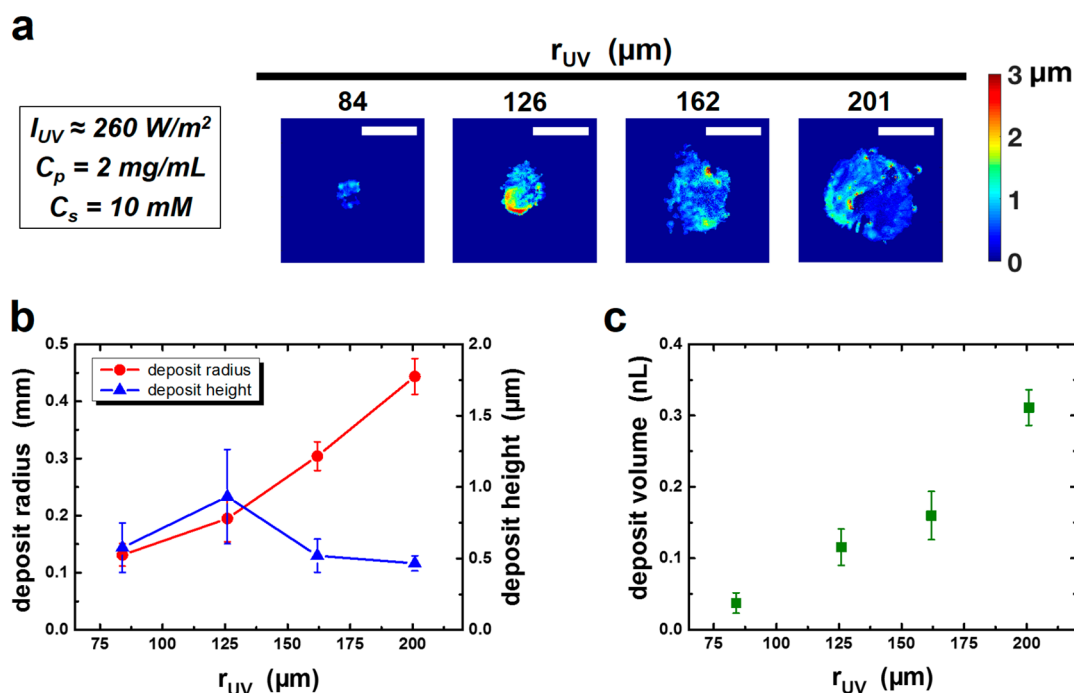 a
r_UV (µm)
84 126 162 201
I_UV ≈ 260 W/m²
C_p = 2 mg/mL
C_s = 10 mM
3 µm
2
1
0
b
deposit radius
deposit height
deposit radius (mm)
0.5
0.4
0.3
0.2
0.1
0.0
deposit height (µm)
2.0
1.5
1.0
0.5
0.0
75 100 125 150 175 200
r_UV (µm)
c
deposit volume (nL)
0.4
0.3
0.2
0.1
0.0
75 100 125 150 175 200
r_UV (µm)